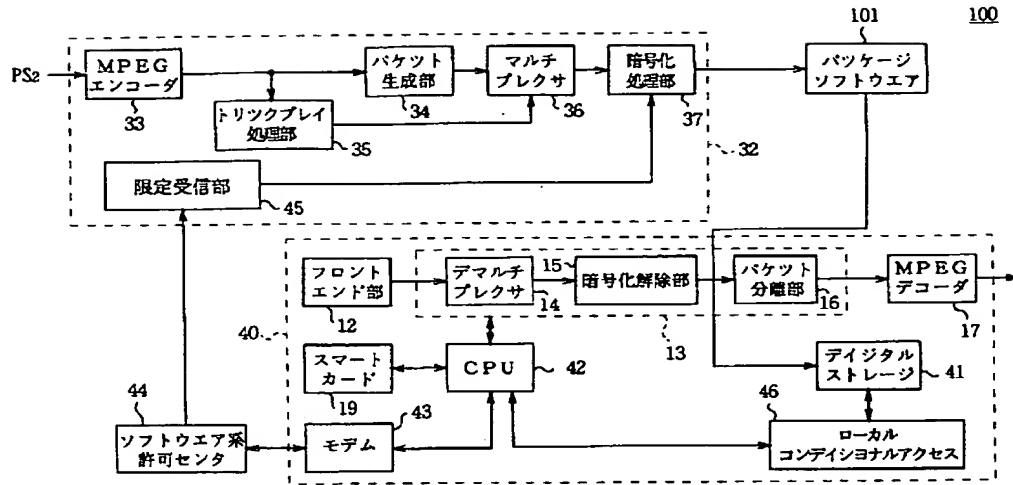 100
101
PS2
MPEG
エンコーダ
33
パケット
生成部
34
マルチ
プレクサ
36
暗号化
処理部
37
パツケージ
ソフトウエア
トリツクプレイ
処理部
35
32
限定受信部
45
フロント
エンド部
12
デマルチ
プレクサ
14
15
暗号化解除部
パケット
分離部
16
MPEG
デコーダ
17
13
40
スマート
カード
19
CPU
42
デイジタル
ストレージ
41
44
ソフトウエア系
許可センタ
43
モデム
46
ローカル
コンデイシヨナルアクセス